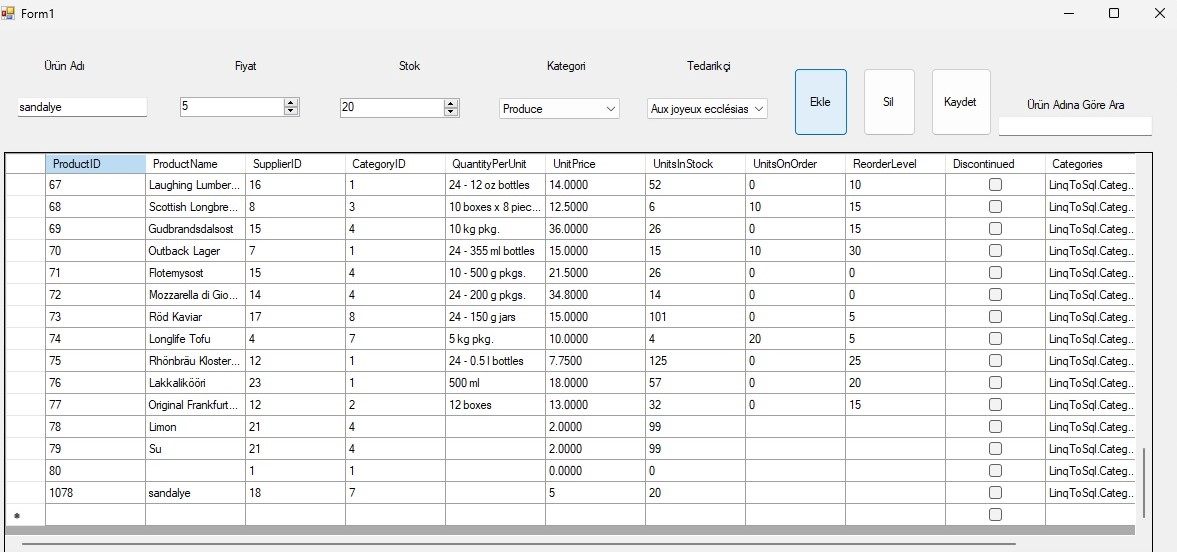 Form1
Ürün Adı Fiyat Stok Kategori Tedarikçi
sandalye 5 20 Produce Aux joyeux ecclésias Ekle Sil Kaydet Ürün Adına Göre Ara
ProductID ProductName SupplierID CategoryID QuantityPerUnit UnitPrice UnitsInStock UnitsOnOrder ReorderLevel Discontinued Categories
67 Laughing Lumber... 16 1 24 - 12 oz bottles 14.0000 52 0 10 LinqToSql.Categ...
68 Scottish Longbre... 8 3 10 boxes x 8 piec... 12.5000 6 10 15 LinqToSql.Categ...
69 Gudbrandsdalsost 15 4 10 kg pkg. 36.0000 26 0 15 LinqToSql.Categ...
70 Outback Lager 7 1 24 - 355 ml bottles 15.0000 15 10 30 LinqToSql.Categ...
71 Flotemysost 15 4 10 - 500 g pkgs. 21.5000 26 0 0 LinqToSql.Categ...
72 Mozzarella di Gio... 14 4 24 - 200 g pkgs. 34.8000 14 0 0 LinqToSql.Categ...
73 Röd Kaviar 17 8 24 - 150 g jars 15.0000 101 0 5 LinqToSql.Categ...
74 Longlife Tofu 4 7 5 kg pkg. 10.0000 4 20 5 LinqToSql.Categ...
75 Rhönbräu Kloster... 12 1 24 - 0.5 l bottles 7.7500 125 0 25 LinqToSql.Categ...
76 Lakkalikööri 23 1 500 ml 18.0000 57 0 20 LinqToSql.Categ...
77 Original Frankfurt... 12 2 12 boxes 13.0000 32 0 15 LinqToSql.Categ...
78 Limon 21 4 2.0000 99 LinqToSql.Categ...
79 Su 21 4 2.0000 99 LinqToSql.Categ...
80 1 1 0.0000 0 LinqToSql.Categ...
1078 sandalye 18 7 5 20 LinqToSql.Categ...